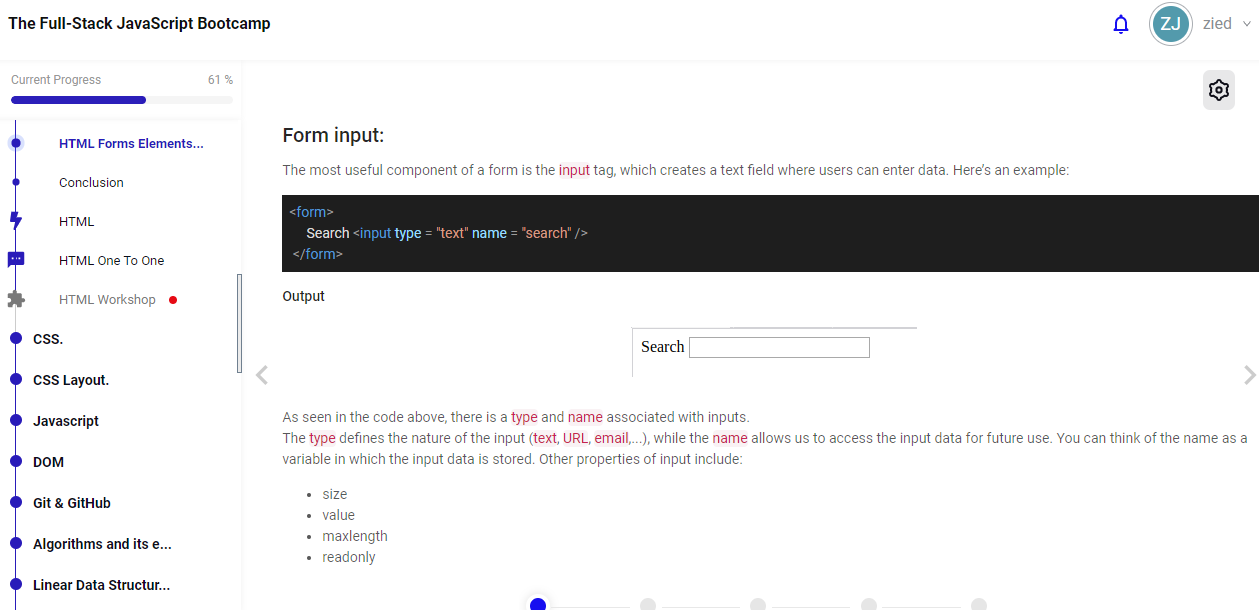 The Full-Stack JavaScript Bootcamp
ZJ
zied
Current Progress
61 %
HTML Forms Elements...
Conclusion
HTML
HTML One To One
HTML Workshop
CSS.
CSS Layout.
Javascript
DOM
Git & GitHub
Algorithms and its e...
Linear Data Structur...
Form input:
The most useful component of a form is the input tag, which creates a text field where users can enter data. Here’s an example:
<form>
Search <input type = "text" name = "search" />
</form>
Output
Search
As seen in the code above, there is a type and name associated with inputs.
The type defines the nature of the input (text, URL, email,...), while the name allows us to access the input data for future use. You can think of the name as a
variable in which the input data is stored. Other properties of input include:
size
value
maxlength
readonly